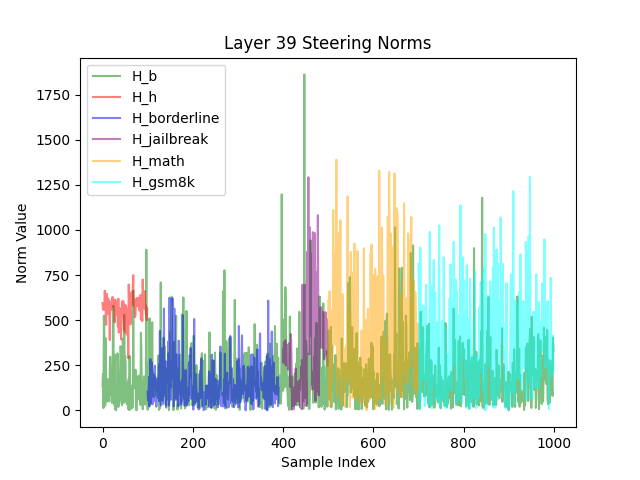 Layer 39 Steering Norms
H_b
H_h
H_borderline
H_jailbreak
H_math
H_gsm8k
Norm Value
1750
1500
1250
1000
750
500
250
0
0 200 400 600 800 1000
Sample Index